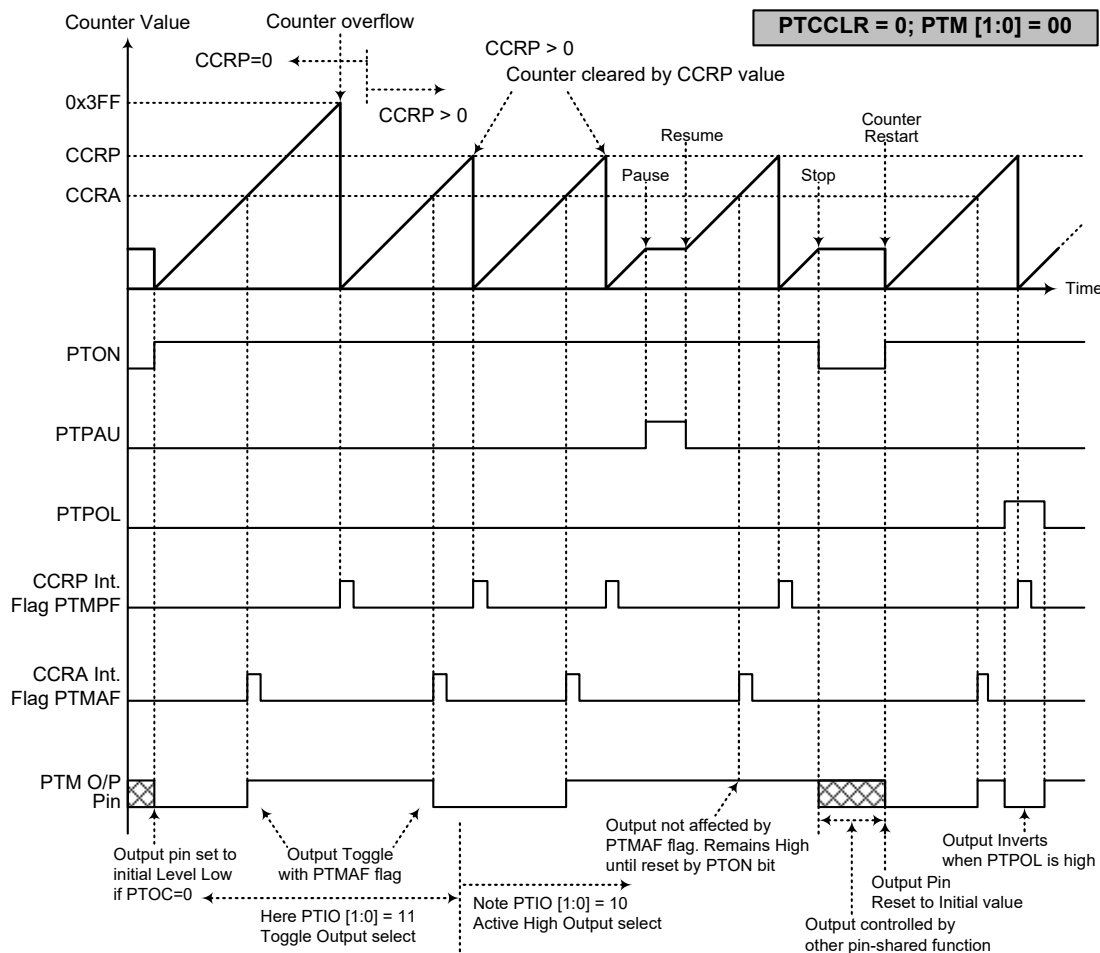 Counter Value
Counter overflow
PTCCLR = 0; PTM [1:0] = 00
CCRP=0
CCRP > 0
CCRP > 0
Counter cleared by CCRP value
0x3FF
CCRP
CCRA
Pause
Resume
Stop
Counter
Restart
Time
PTON
PTPAU
PTPOL
CCRP Int.
Flag PTMPF
CCRA Int.
Flag PTMAF
PTM O/P
Pin
Output pin set to
initial Level Low
if PTOC=0
Output Toggle
with PTMAF flag
Here PTIO [1:0] = 11
Toggle Output select
Note PTIO [1:0] = 10
Active High Output select
Output not affected by
PTMAF flag. Remains High
until reset by PTON bit
Output controlled by
other pin-shared function
Output Pin
Reset to Initial value
Output Inverts
when PTPOL is high